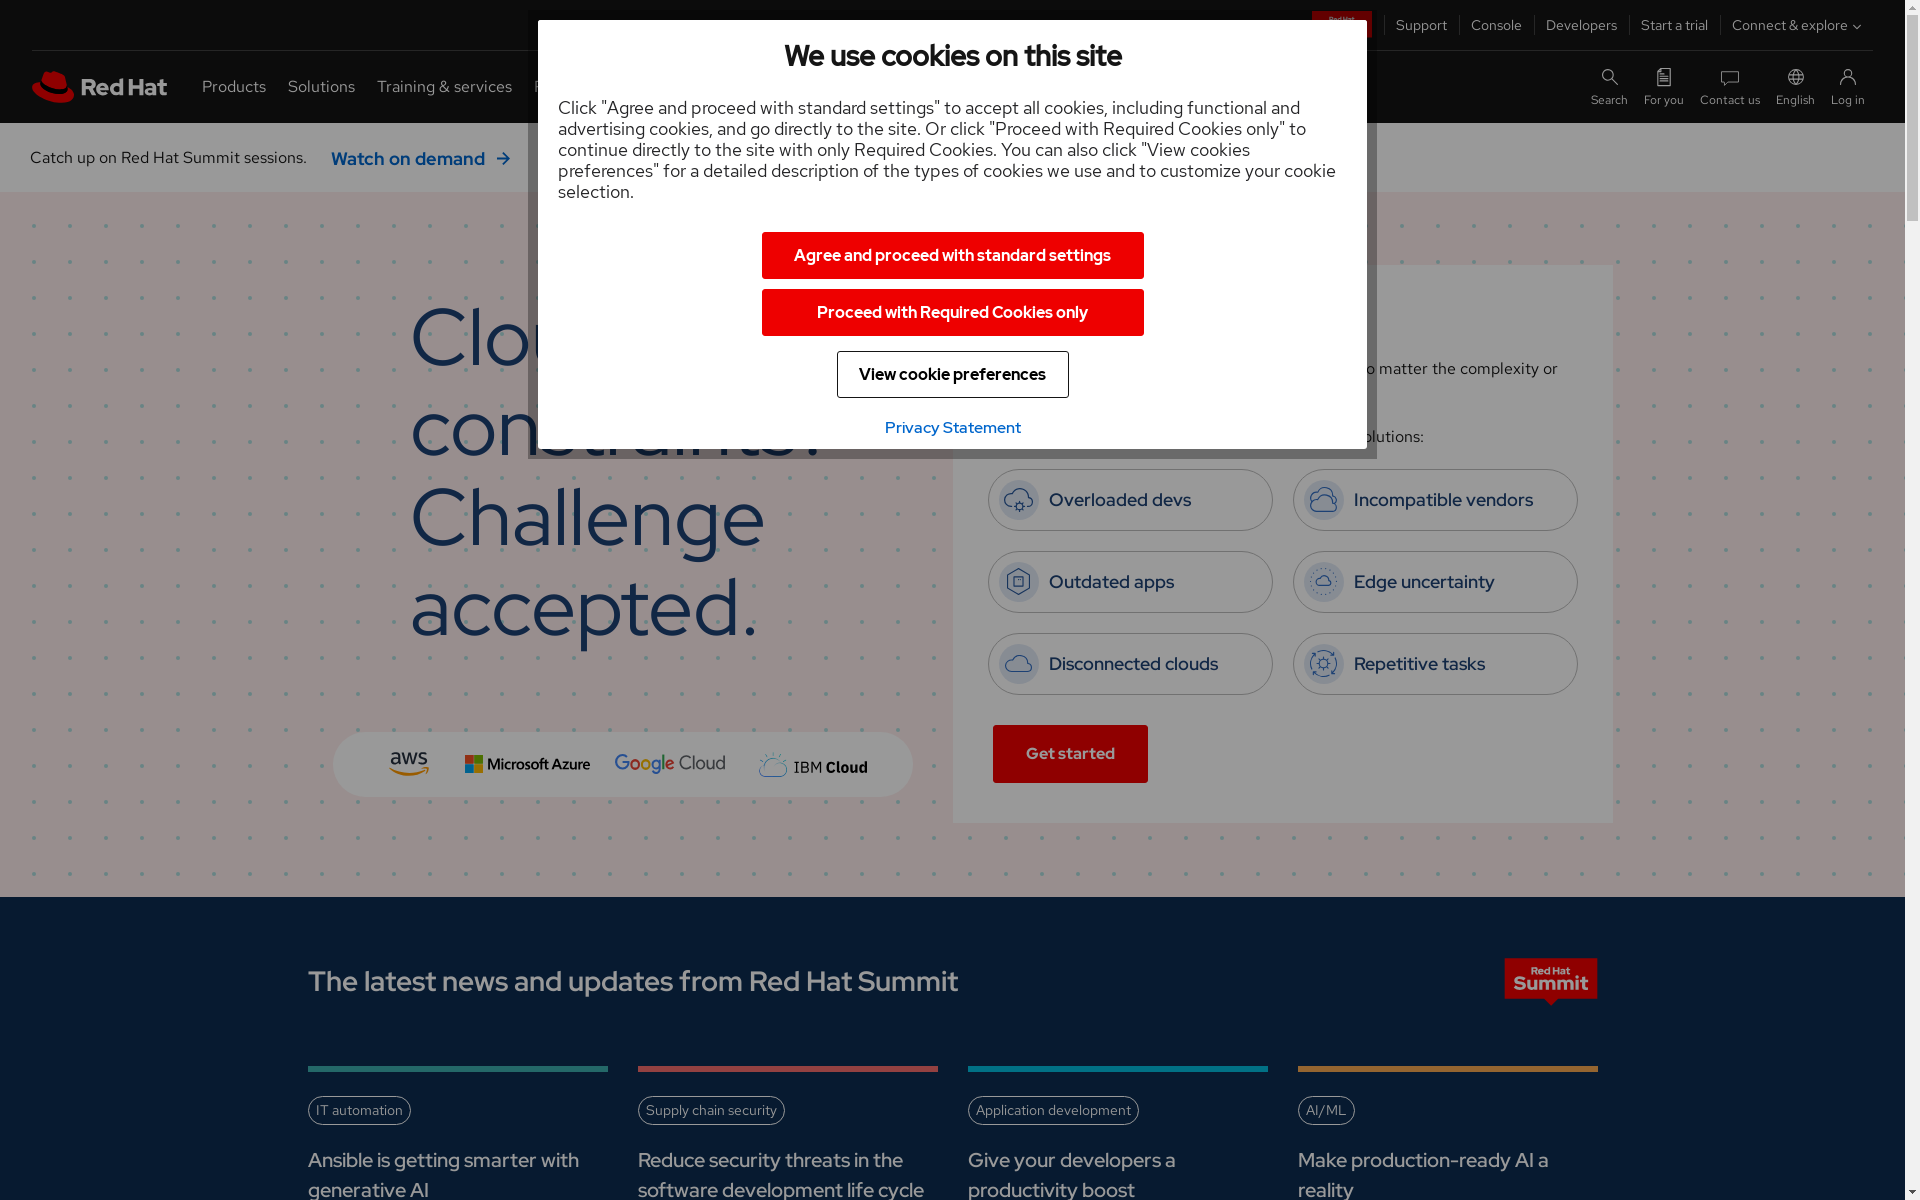 Support
Console
Developers
Start a trial
Connect & explore
Red Hat
Products
Solutions
Training & services
Search
For you
Contact us
English
Log in
Catch up on Red Hat Summit sessions.
Watch on demand
We use cookies on this site
Click "Agree and proceed with standard settings" to accept all cookies, including functional and
advertising cookies, and go directly to the site. Or click "Proceed with Required Cookies only" to
continue directly to the site with only Required Cookies. You can also click "View cookies
preferences" for a detailed description of the types of cookies we use and to customize your cookie
selection.
Agree and proceed with standard settings
Proceed with Required Cookies only
View cookie preferences
Privacy Statement
Challenge
accepted.
aws
Microsoft Azure
Google Cloud
IBM Cloud
matter the complexity or
Overloaded devs
Incompatible vendors
Outdated apps
Edge uncertainty
Disconnected clouds
Repetitive tasks
Get started
The latest news and updates from Red Hat Summit
Red Hat
Summit
IT automation
Ansible is getting smarter with
generative AI
Supply chain security
Reduce security threats in the
software development life cycle
Application development
Give your developers a
productivity boost
AI/ML
Make production-ready AI a
reality